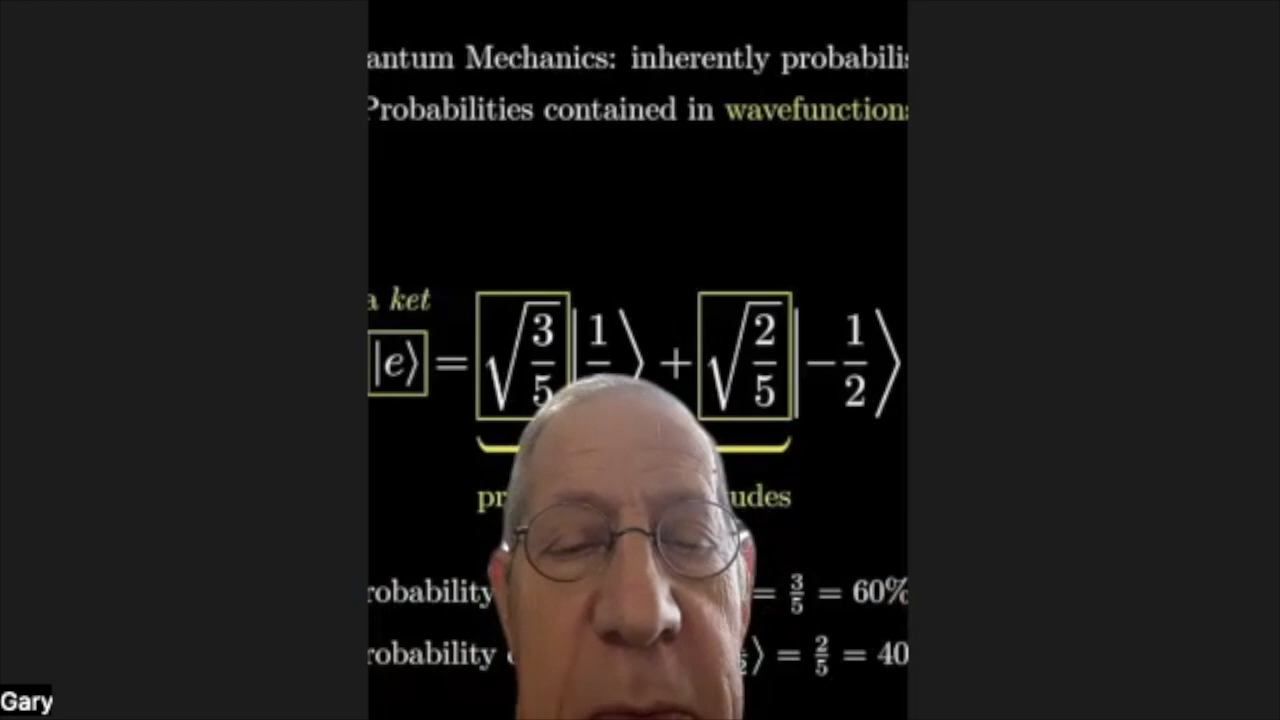 antum Mechanics: inherently probabilis
Probabilities contained in wavefunctions
a ket
|e⟩ = √(3/5) |1/2⟩ + √(2/5) |−1/2⟩
pr udes
robability = 3/5 = 60%
robability ⟩ = 2/5 = 40
Gary